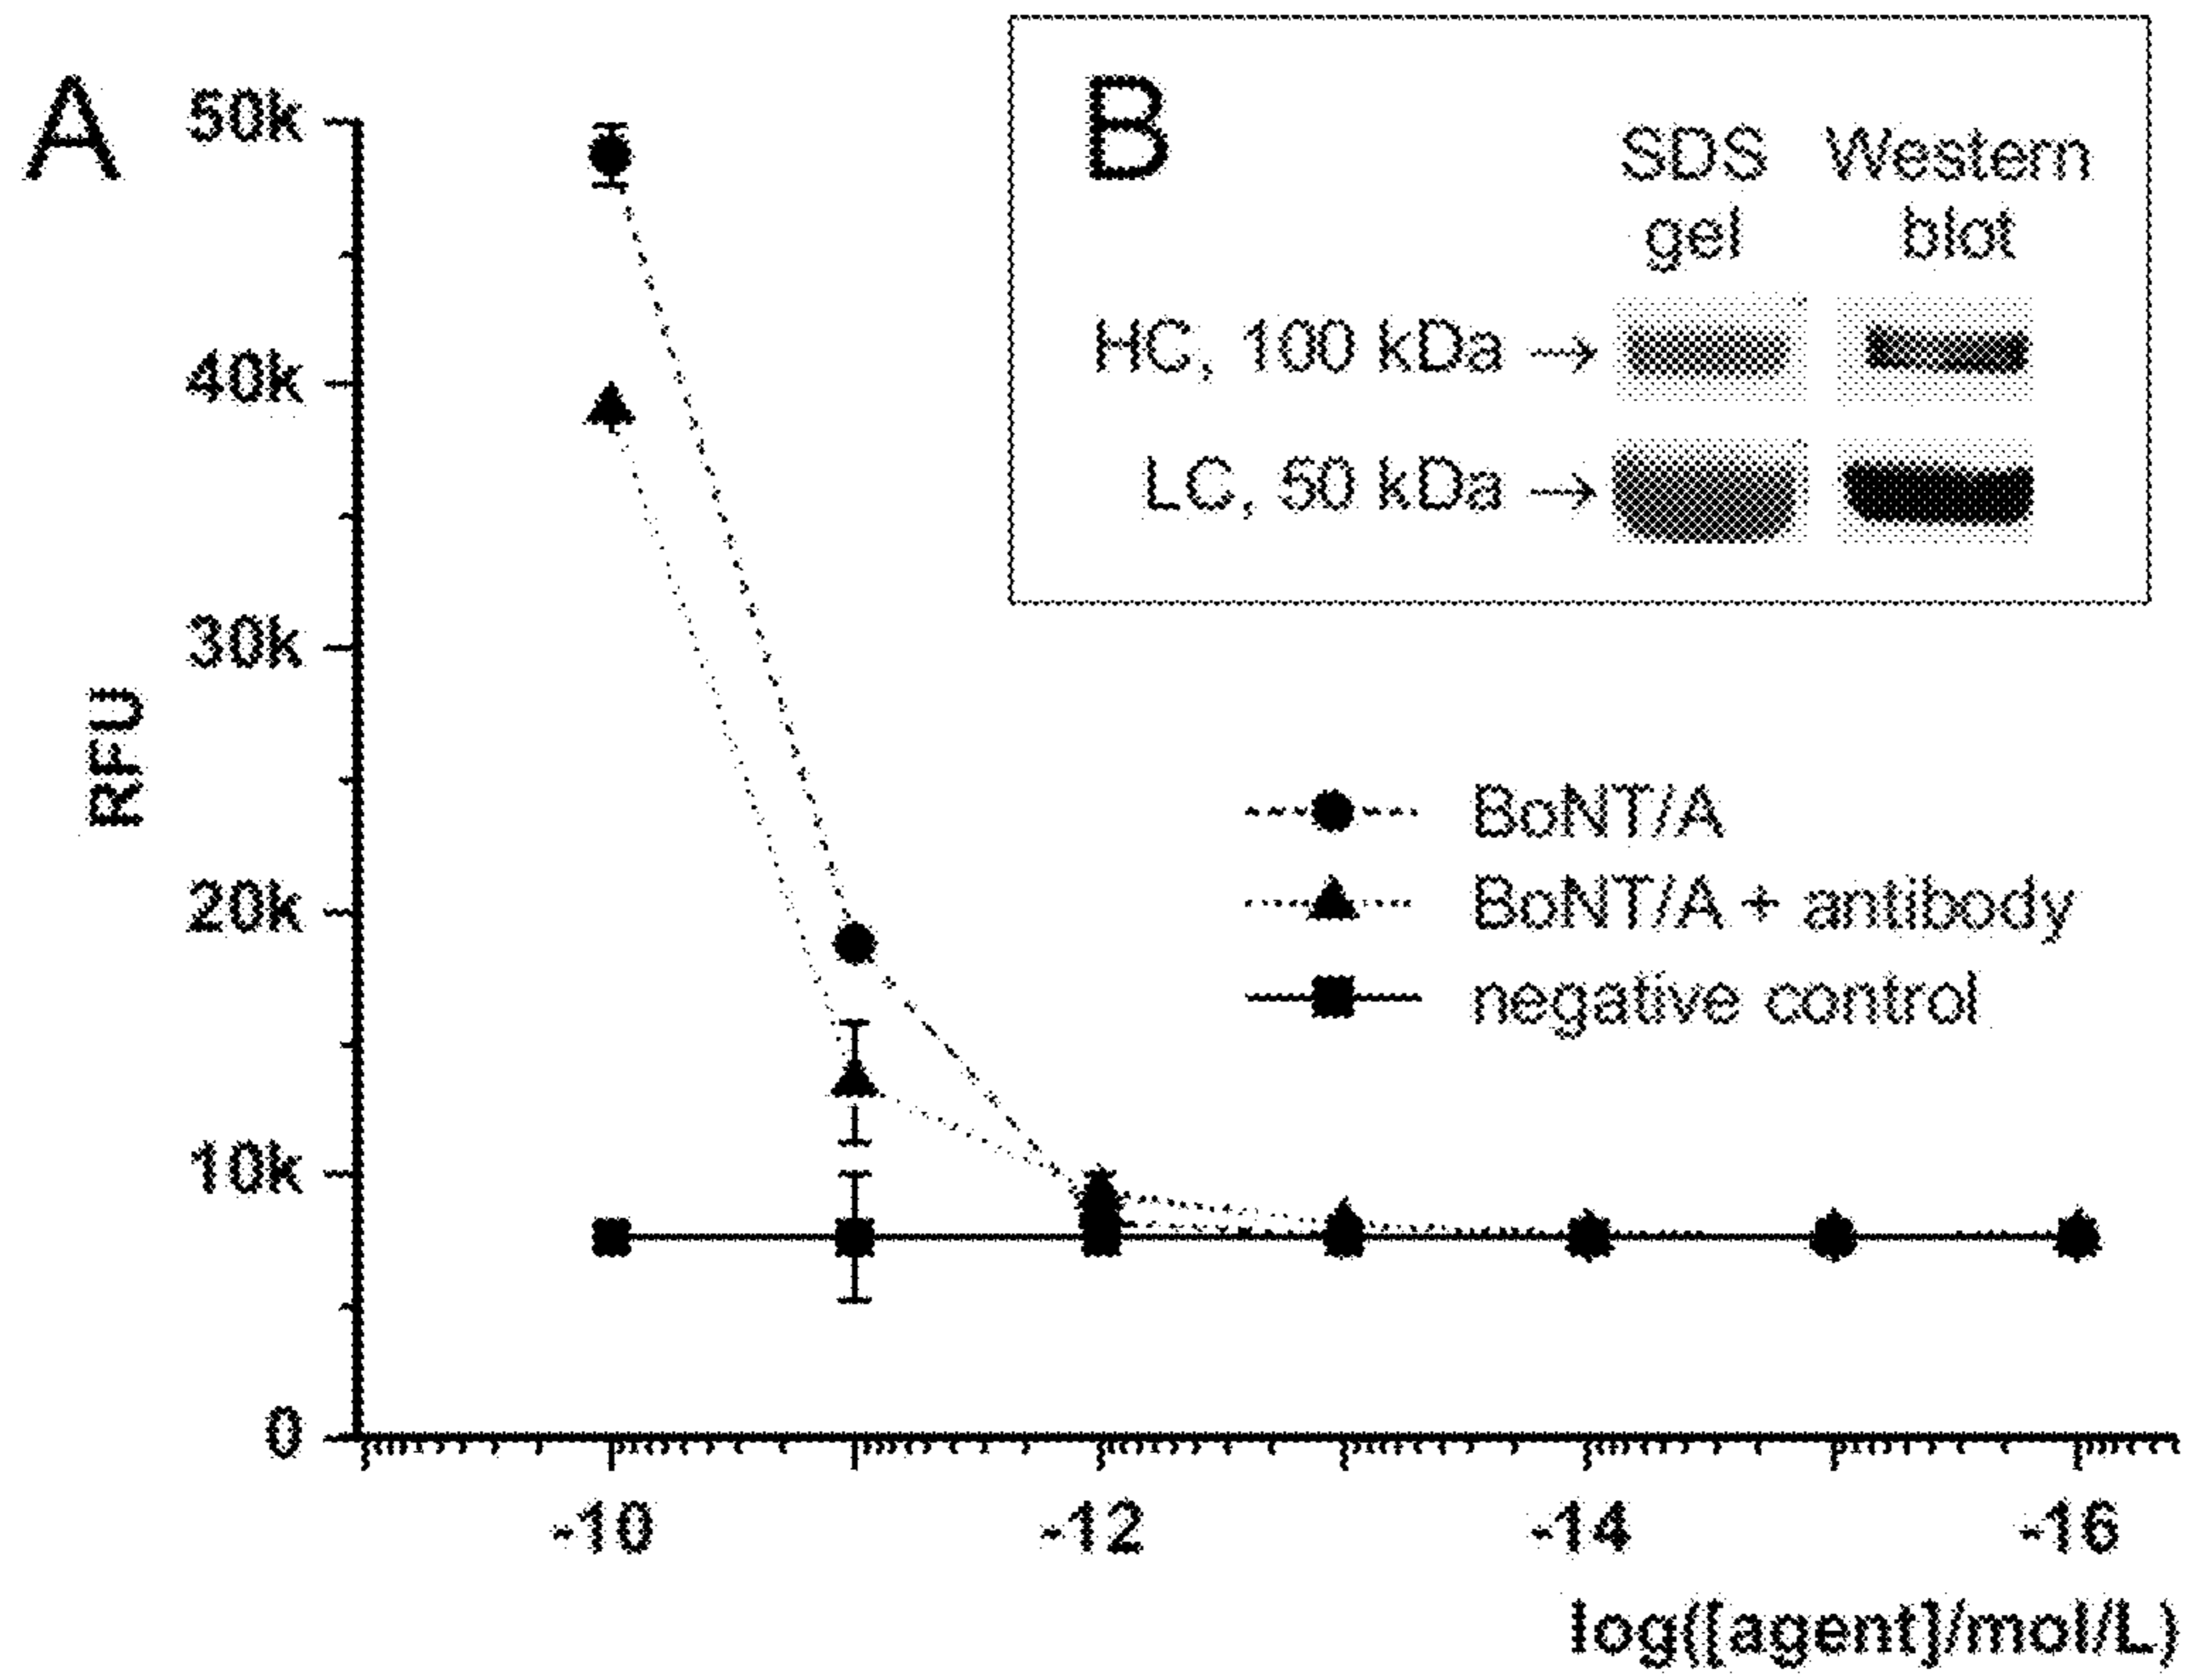 A
50k
40k
30k
20k
10k
0
RFU
-10 -12 -14 -16
log([agent]/mol/L)
B
SDS Western
gel blot
HC, 100 kDa →
LC, 50 kDa →
BoNT/A
BoNT/A + antibody
negative control